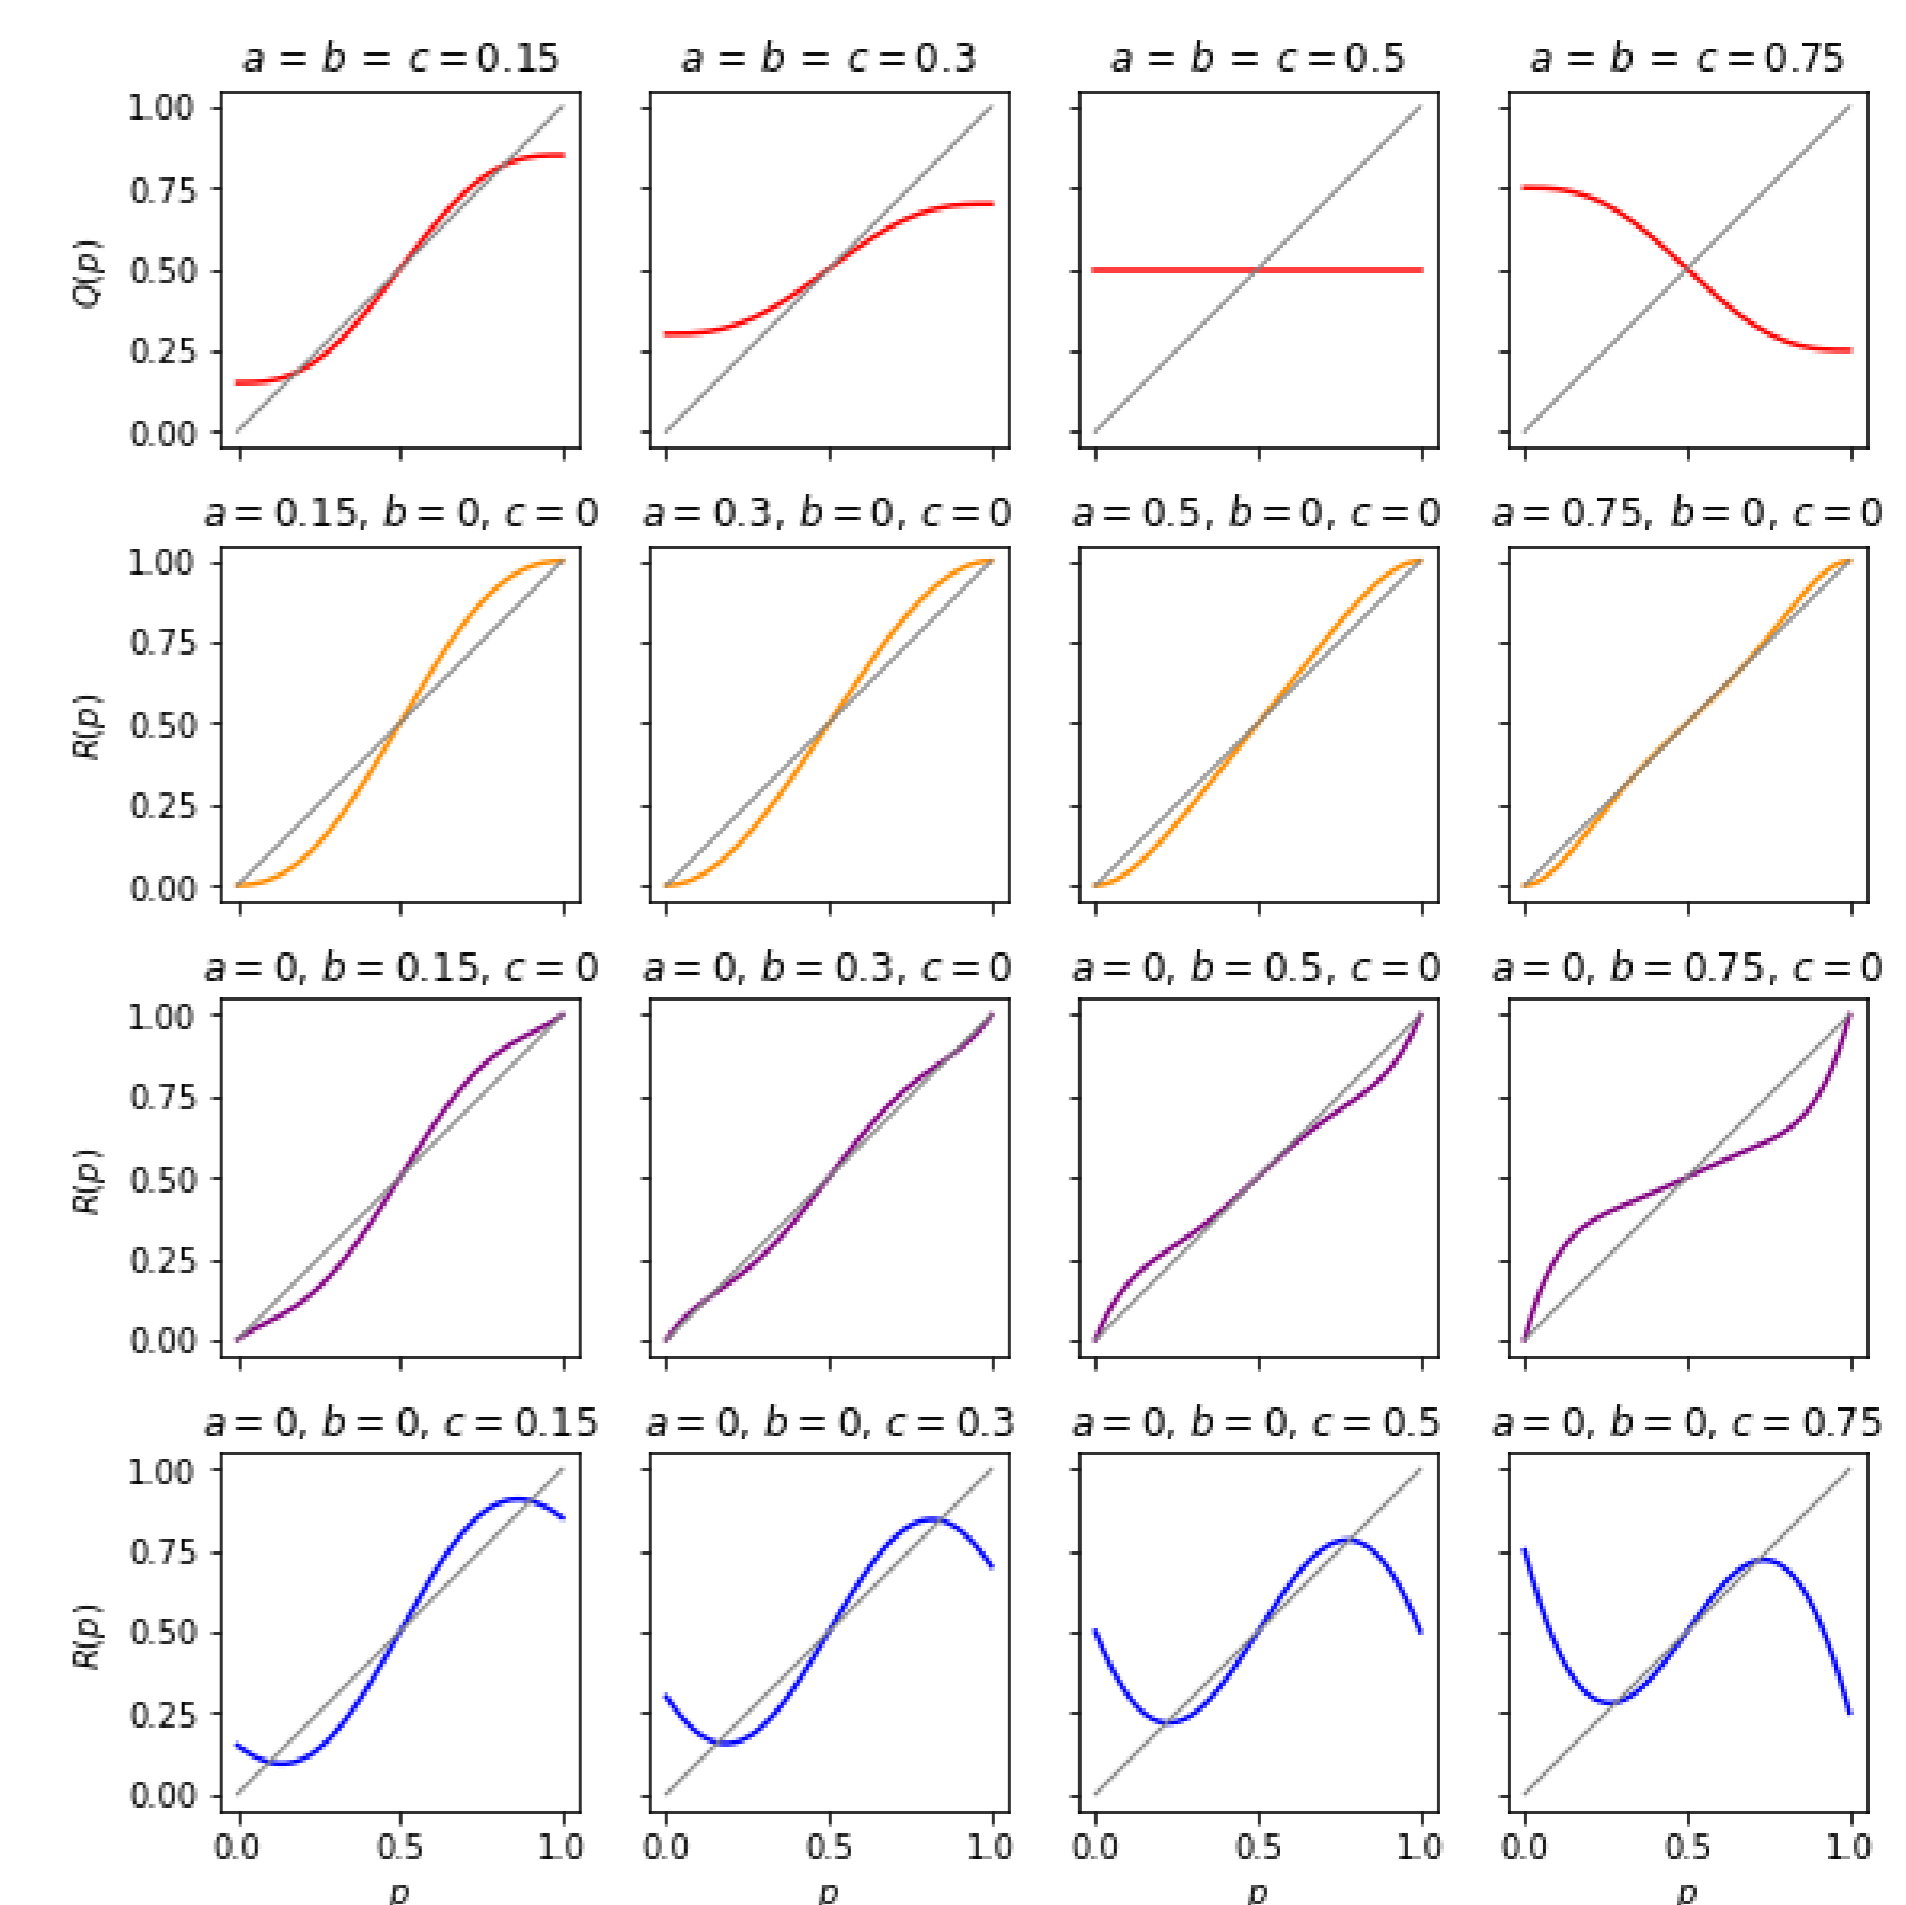 a = b = c = 0.15
a = b = c = 0.3
a = b = c = 0.5
a = b = c = 0.75
1.00
0.75
0.50
0.25
0.00
Q(p)
a = 0.15, b = 0, c = 0
a = 0.3, b = 0, c = 0
a = 0.5, b = 0, c = 0
a = 0.75, b = 0, c = 0
1.00
0.75
0.50
0.25
0.00
R(p)
a = 0, b = 0.15, c = 0
a = 0, b = 0.3, c = 0
a = 0, b = 0.5, c = 0
a = 0, b = 0.75, c = 0
1.00
0.75
0.50
0.25
0.00
R(p)
a = 0, b = 0, c = 0.15
a = 0, b = 0, c = 0.3
a = 0, b = 0, c = 0.5
a = 0, b = 0, c = 0.75
1.00
0.75
0.50
0.25
0.00
R(p)
0.0 0.5 1.0
0.0 0.5 1.0
0.0 0.5 1.0
0.0 0.5 1.0
p
p
p
p